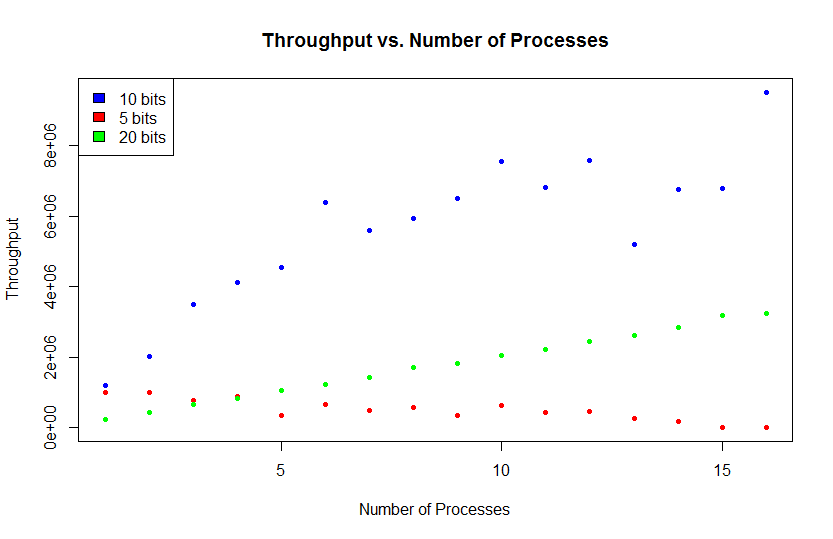 Throughput vs. Number of Processes
10 bits
5 bits
20 bits
Throughput
8e+06
6e+06
4e+06
2e+06
0e+00
5
10
15
Number of Processes